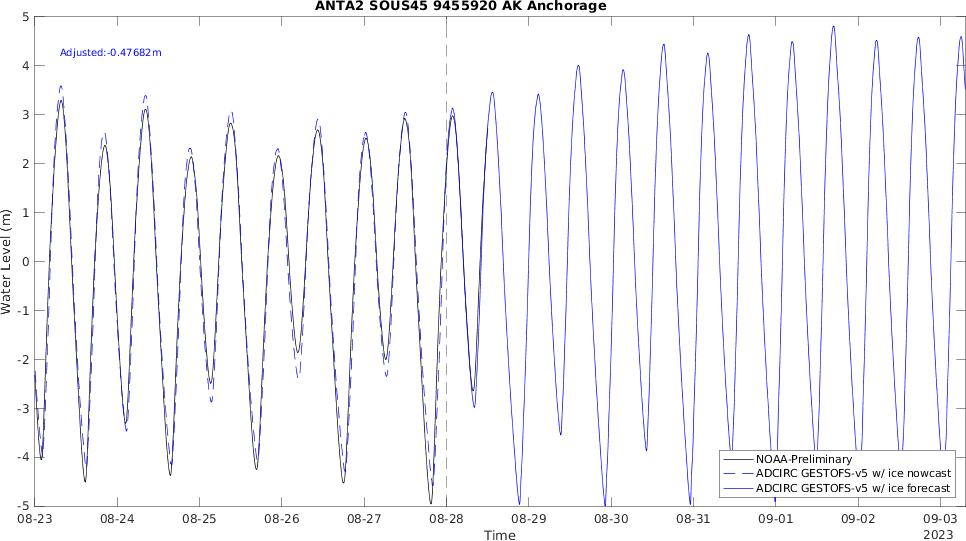 ANTA2 SOUS45 9455920 AK Anchorage
Adjusted:-0.47682m
5
4
3
2
1
0
-1
-2
-3
-4
-5
Water Level (m)
NOAA-Preliminary
ADCIRC GESTOFS-v5 w/ ice nowcast
ADCIRC GESTOFS-v5 w/ ice forecast
08-23 08-24 08-25 08-26 08-27 08-28 08-29 08-30 08-31 09-01 09-02 09-03
Time 2023